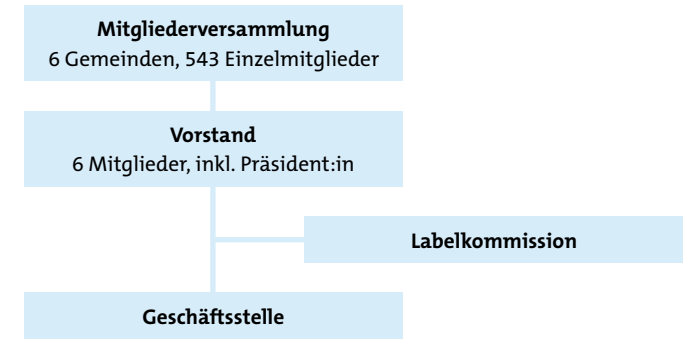 Mitgliederversammlung
6 Gemeinden, 543 Einzelmitglieder
Vorstand
6 Mitglieder, inkl. Präsident:in
Labelkommission
Geschäftsstelle